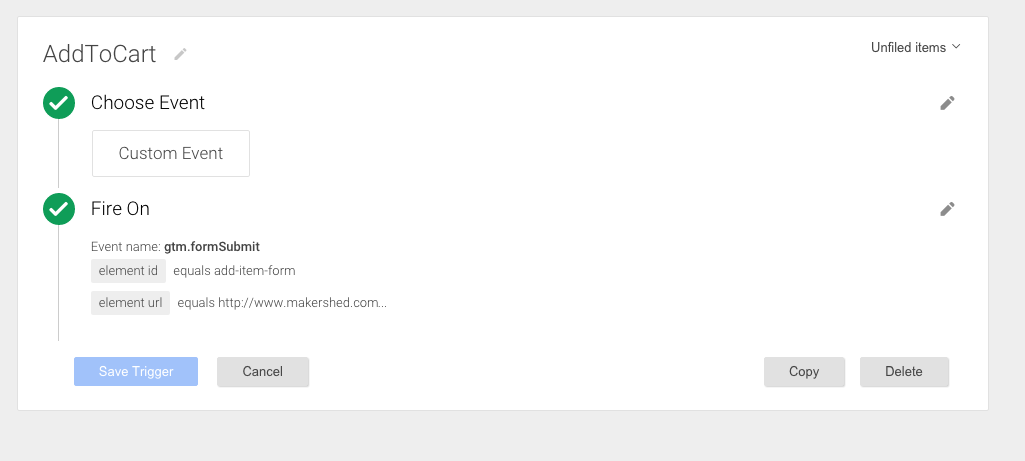 AddToCart
Unfiled items
Choose Event
Custom Event
Fire On
Event name: gtm.formSubmit
element id equals add-item-form
element url equals http://www.makershed.com...
Save Trigger Cancel Copy Delete